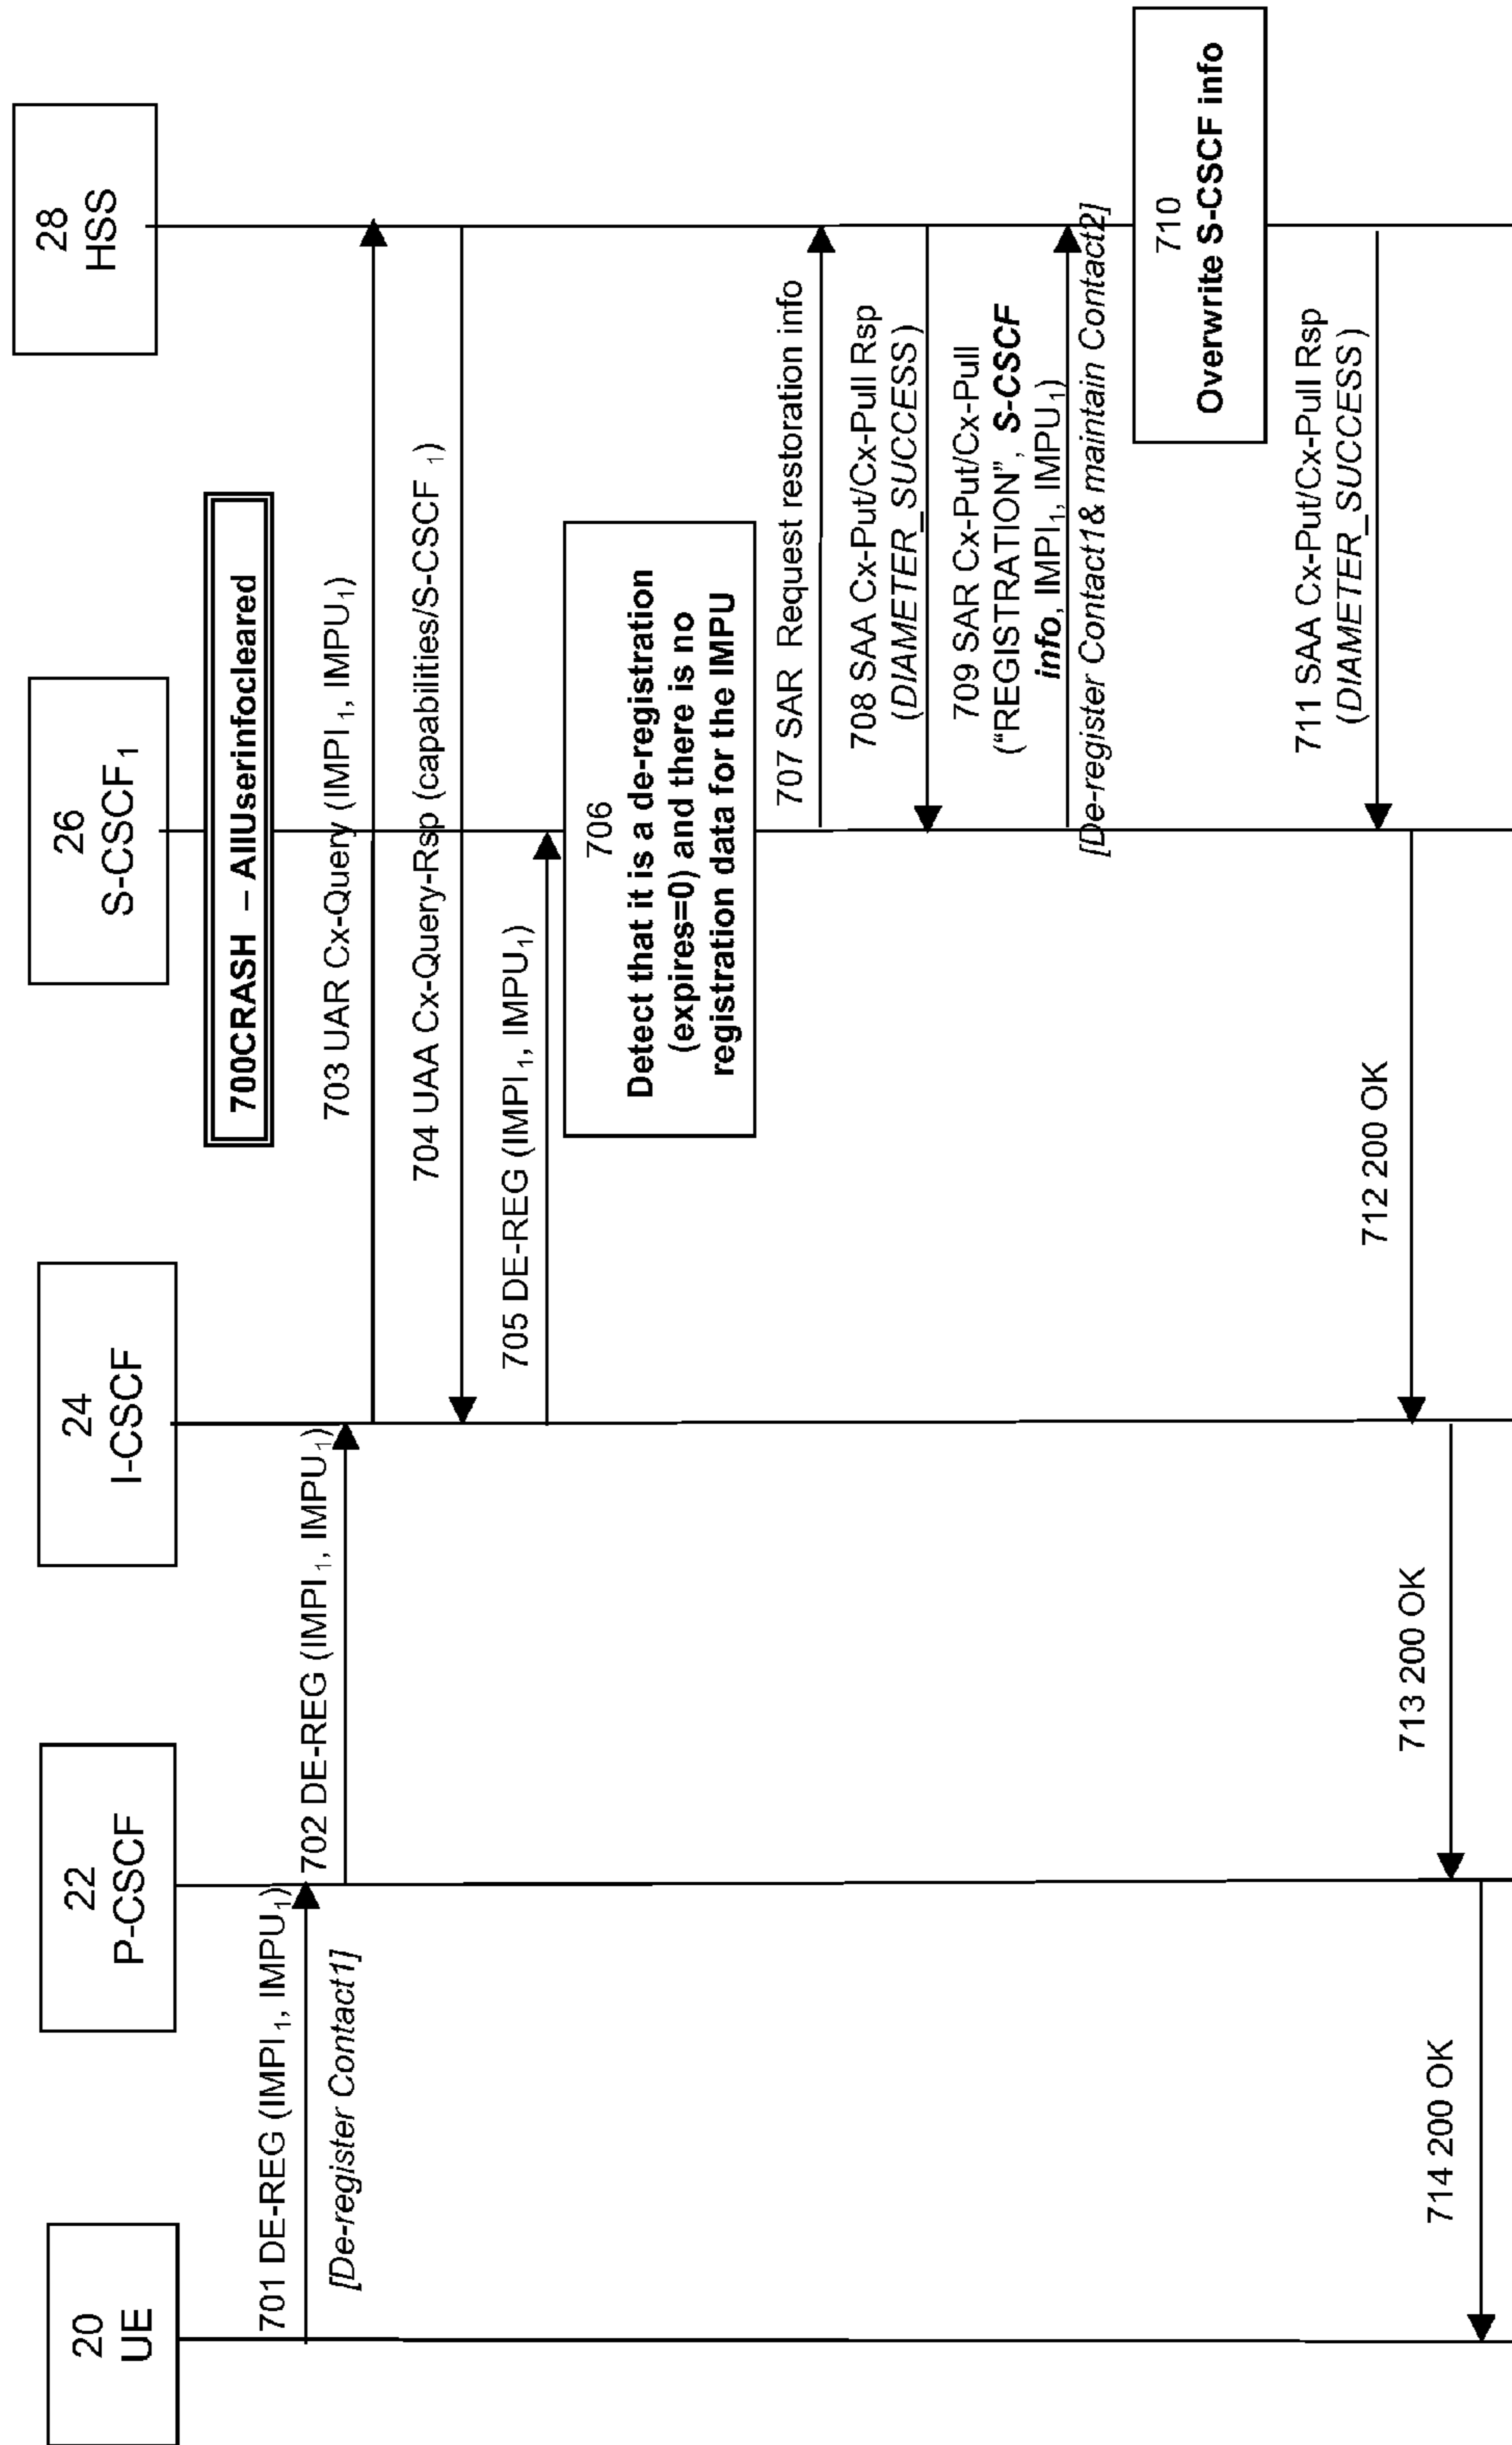 20
UE
22
P-CSCF
24
I-CSCF
26
S-CSCF₁
28
HSS
700CRASH – AllUserinfocleared
701 DE-REG (IMPI₁, IMPU₁)
[De-register Contact1]
702 DE-REG (IMPI₁, IMPU₁)
703 UAR Cx-Query (IMPI₁, IMPU₁)
704 UAA Cx-Query-Rsp (capabilities/S-CSCF₁)
705 DE-REG (IMPI₁, IMPU₁)
706
Detect that it is a de-registration
(expires=0) and there is no
registration data for the IMPU
707 SAR Request restoration info
708 SAA Cx-Put/Cx-Pull Rsp
(DIAMETER_SUCCESS)
709 SAR Cx-Put/Cx-Pull
("REGISTRATION", S-CSCF
info, IMPI₁, IMPU₁)
[De-register Contact1& maintain Contact2]
710
Overwrite S-CSCF info
711 SAA Cx-Put/Cx-Pull Rsp
(DIAMETER_SUCCESS)
712 200 OK
713 200 OK
714 200 OK